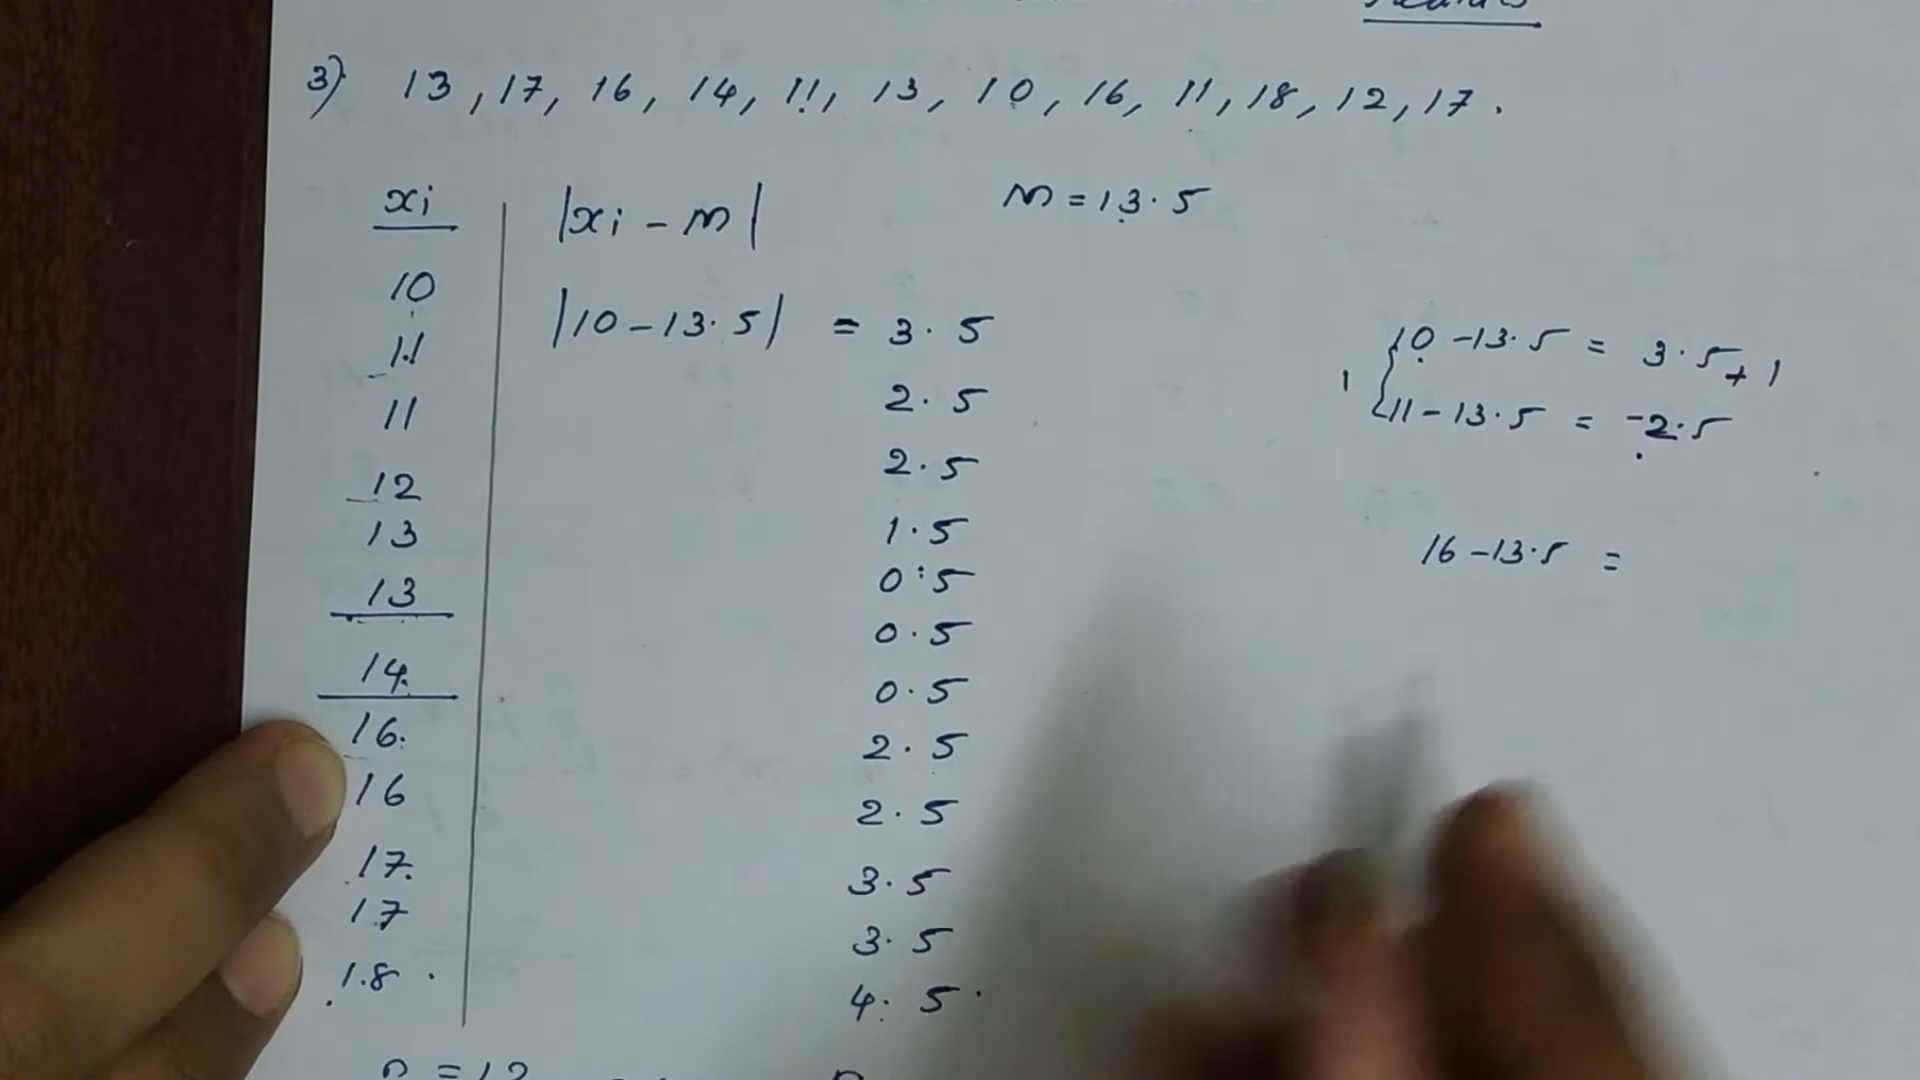 3) 13, 17, 16, 14, 11, 13, 10, 16, 11, 18, 12, 17.
xi |xi - m| m = 13.5
10 |10 - 13.5| = 3.5
11 2.5
11 2.5
12 1.5
13 0.5
13 0.5
14 0.5
16 2.5
16 2.5
17 3.5
17 3.5
18 4.5
n = 12
10 - 13.5 = 3.5 + 1
1 { 11 - 13.5 = -2.5
16 - 13.5 =